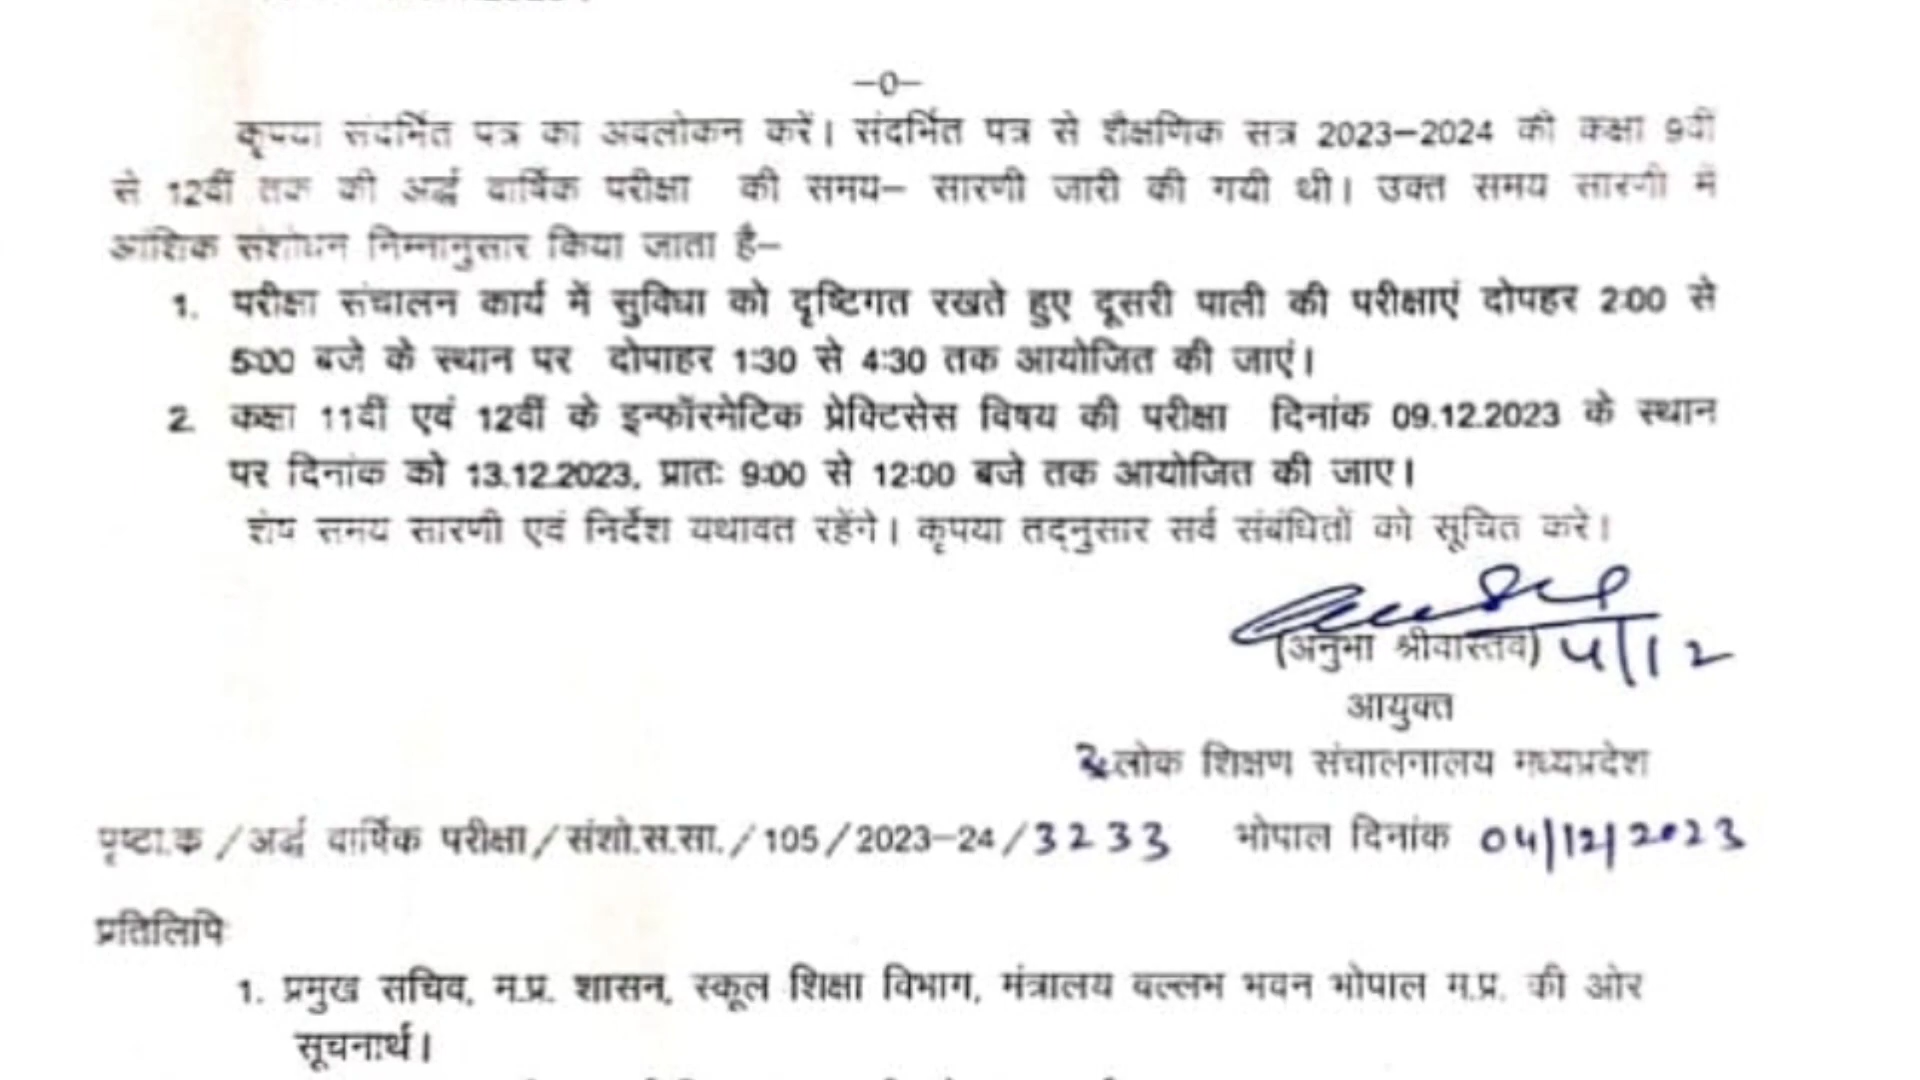 –0–
कृपया संदर्भित पत्र का अवलोकन करें। संदर्भित पत्र से शैक्षणिक सत्र 2023–2024 की कक्षा 9वीं
से 12वीं तक की अर्द्ध वार्षिक परीक्षा की समय– सारणी जारी की गयी थी। उक्त समय सारणी में
आंशिक संशोधन निम्नानुसार किया जाता है–
1. परीक्षा संचालन कार्य में सुविधा को दृष्टिगत रखते हुए दूसरी पाली की परीक्षाएं दोपहर 2:00 से
5:00 बजे के स्थान पर दोपाहर 1:30 से 4:30 तक आयोजित की जाएं।
2. कक्षा 11वीं एवं 12वीं के इन्फॉरमेटिक प्रेक्टिसेस विषय की परीक्षा दिनांक 09.12.2023 के स्थान
पर दिनांक को 13.12.2023, प्रातः 9:00 से 12:00 बजे तक आयोजित की जाए।
शेष समय सारणी एवं निर्देश यथावत रहेंगे। कृपया तद्नुसार सर्व संबंधितों को सूचित करे।
(अनुभा श्रीवास्तव) 4/12
आयुक्त
लोक शिक्षण संचालनालय मध्यप्रदेश
पृष्टा.क /अर्द्ध वार्षिक परीक्षा/संशो.स.सा./105/2023–24/3233 भोपाल दिनांक 04/12/2023
प्रतिलिपि
1. प्रमुख सचिव, म.प्र. शासन, स्कूल शिक्षा विभाग, मंत्रालय वल्लभ भवन भोपाल म.प्र. की ओर
सूचनार्थ।